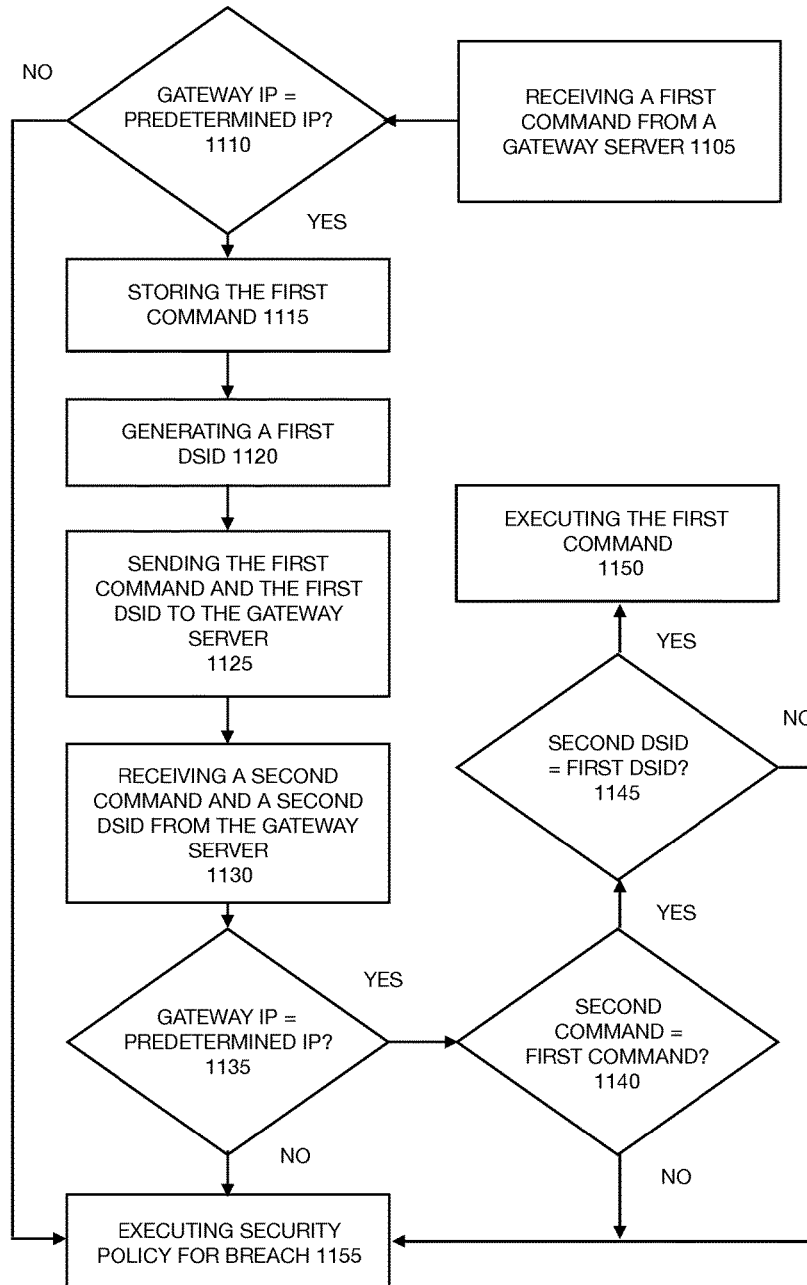 NO
GATEWAY IP =
PREDETERMINED IP?
1110
RECEIVING A FIRST
COMMAND FROM A
GATEWAY SERVER 1105
YES
STORING THE FIRST
COMMAND 1115
GENERATING A FIRST
DSID 1120
SENDING THE FIRST
COMMAND AND THE FIRST
DSID TO THE GATEWAY
SERVER
1125
EXECUTING THE FIRST
COMMAND
1150
YES
RECEIVING A SECOND
COMMAND AND A SECOND
DSID FROM THE GATEWAY
SERVER
1130
SECOND DSID
= FIRST DSID?
1145
NO
YES
GATEWAY IP =
PREDETERMINED IP?
1135
YES
SECOND
COMMAND =
FIRST COMMAND?
1140
NO
NO
EXECUTING SECURITY
POLICY FOR BREACH 1155